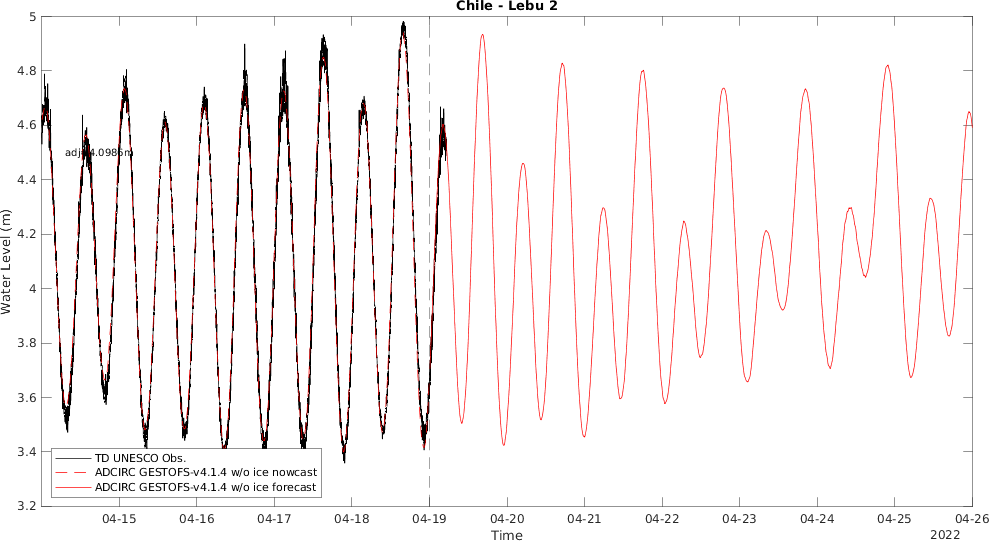 Chile - Lebu 2
5
4.8
4.6
4.4
4.2
4
3.8
3.6
3.4
3.2
Water Level (m)
4.0986m
TD UNESCO Obs.
ADCIRC GESTOFS-v4.1.4 w/o ice nowcast
ADCIRC GESTOFS-v4.1.4 w/o ice forecast
04-15 04-16 04-17 04-18 04-19 04-20 04-21 04-22 04-23 04-24 04-25 04-26
Time
2022